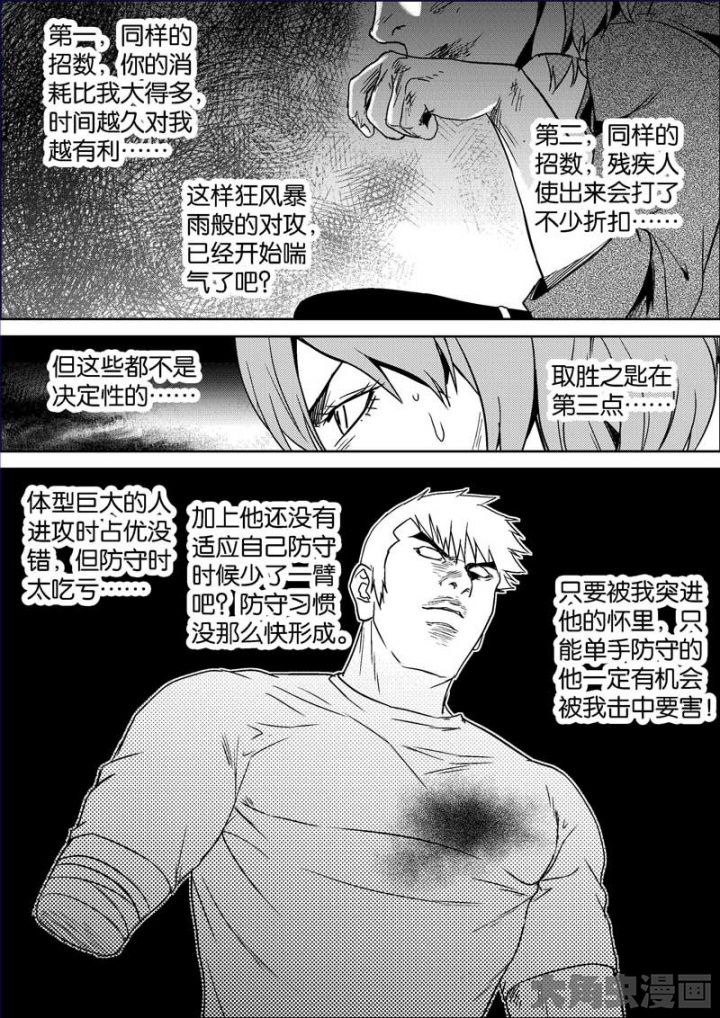 第一，同样的
招数，你的消
耗比我大得多，
时间越久对我
越有利……
第二，同样的
招数，残疾人
使出来会打了
不少折扣……
这样狂风暴
雨般的对攻，
已经开始喘
气了吧？
但这些都不是
决定性的……
取胜之匙在
第三点……
体型巨大的人
进攻时占优没
错，但防守时
太吃亏……
加上他还没有
适应自己防守
时候少了一臂
吧？防守习惯
没那么快形成。
只要被我突进
他的怀里，只
能单手防守的
他一定有机会
被我击中要害！
大角虫漫画